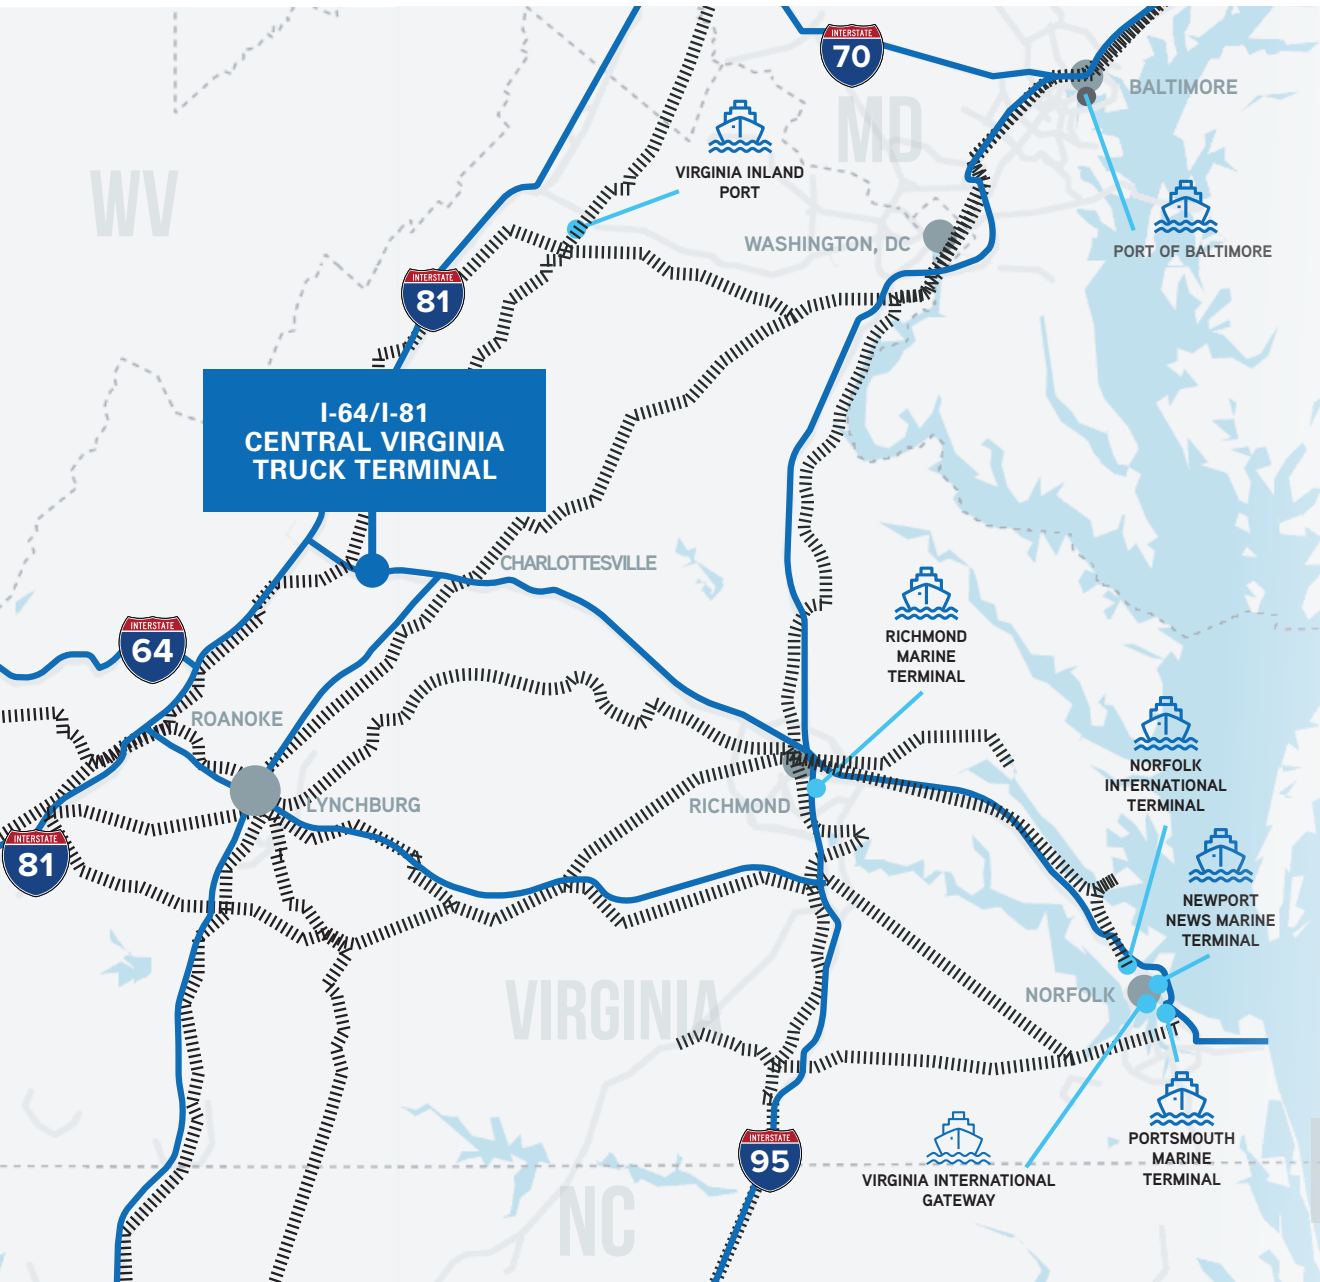 INTERSTATE
70
BALTIMORE
MD
VIRGINIA INLAND
PORT
WV
WASHINGTON, DC
PORT OF BALTIMORE
INTERSTATE
81
I-64/I-81
CENTRAL VIRGINIA
TRUCK TERMINAL
CHARLOTTESVILLE
INTERSTATE
64
RICHMOND
MARINE
TERMINAL
ROANOKE
NORFOLK
INTERNATIONAL
TERMINAL
LYNCHBURG
RICHMOND
INTERSTATE
81
NEWPORT
NEWS MARINE
TERMINAL
VIRGINIA
NORFOLK
INTERSTATE
95
PORTSMOUTH
MARINE
TERMINAL
VIRGINIA INTERNATIONAL
GATEWAY
NC